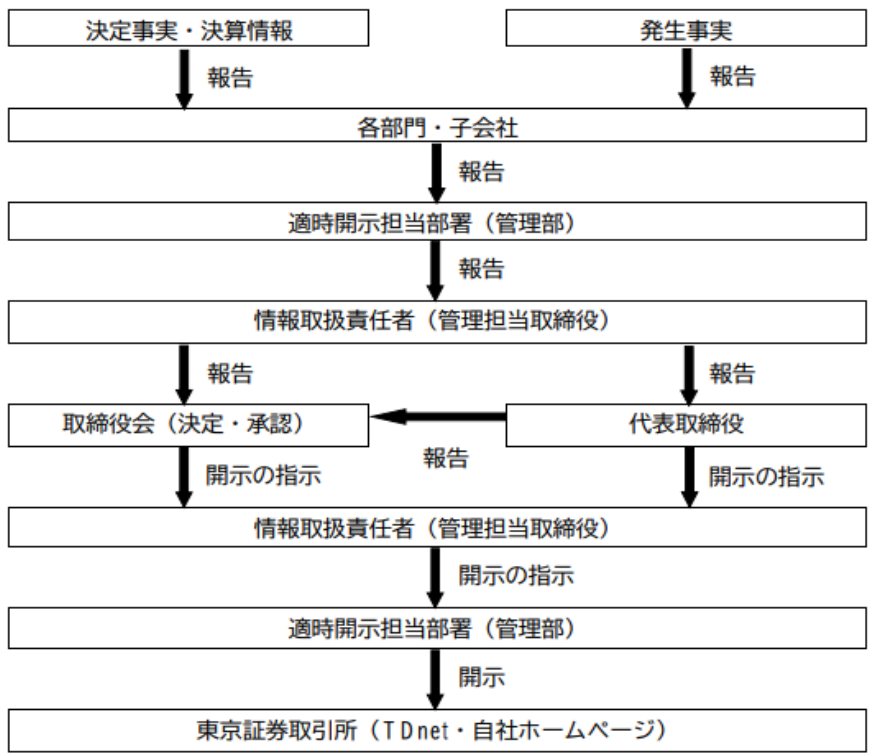 決定事実・決算情報
発生事実
報告
報告
各部門・子会社
報告
適時開示担当部署（管理部）
報告
情報取扱責任者（管理担当取締役）
報告
報告
取締役会（決定・承認）
代表取締役
報告
開示の指示
開示の指示
情報取扱責任者（管理担当取締役）
開示の指示
適時開示担当部署（管理部）
開示
東京証券取引所（TDnet・自社ホームページ）